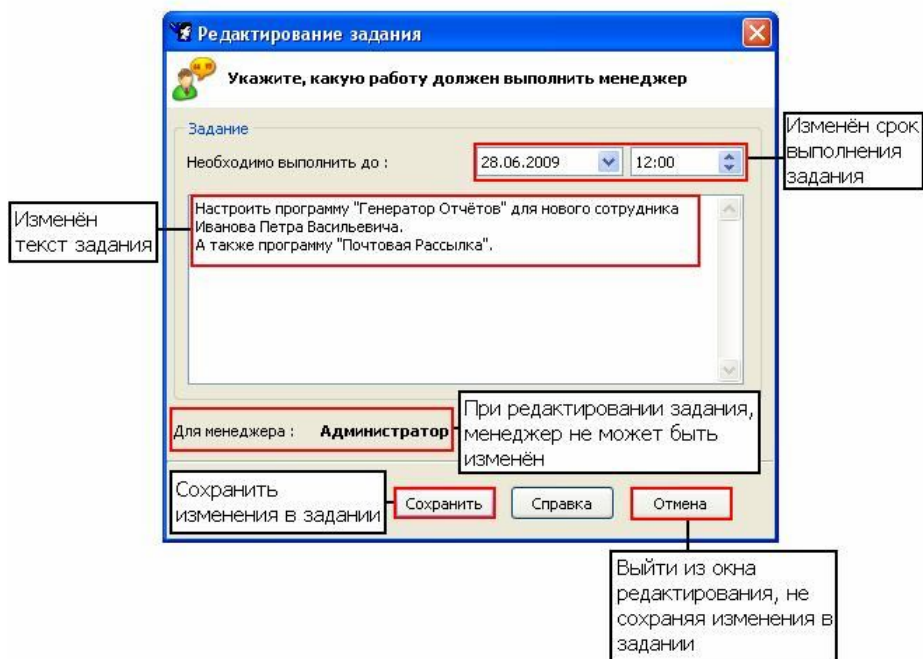 Редактирование задания
Укажите, какую работу должен выполнить менеджер
Задание
Необходимо выполнить до :
28.06.2009
12:00
Изменён срок
выполнения
задания
Изменён
текст задания
Настроить программу "Генератор Отчётов" для нового сотрудника
Иванова Петра Васильевича.
А также программу "Почтовая Рассылка".
Для менеджера : Администратор
При редактировании задания,
менеджер не может быть
изменён
Сохранить
изменения в задании
Сохранить
Справка
Отмена
Выйти из окна
редактирования, не
сохраняя изменения в
задании